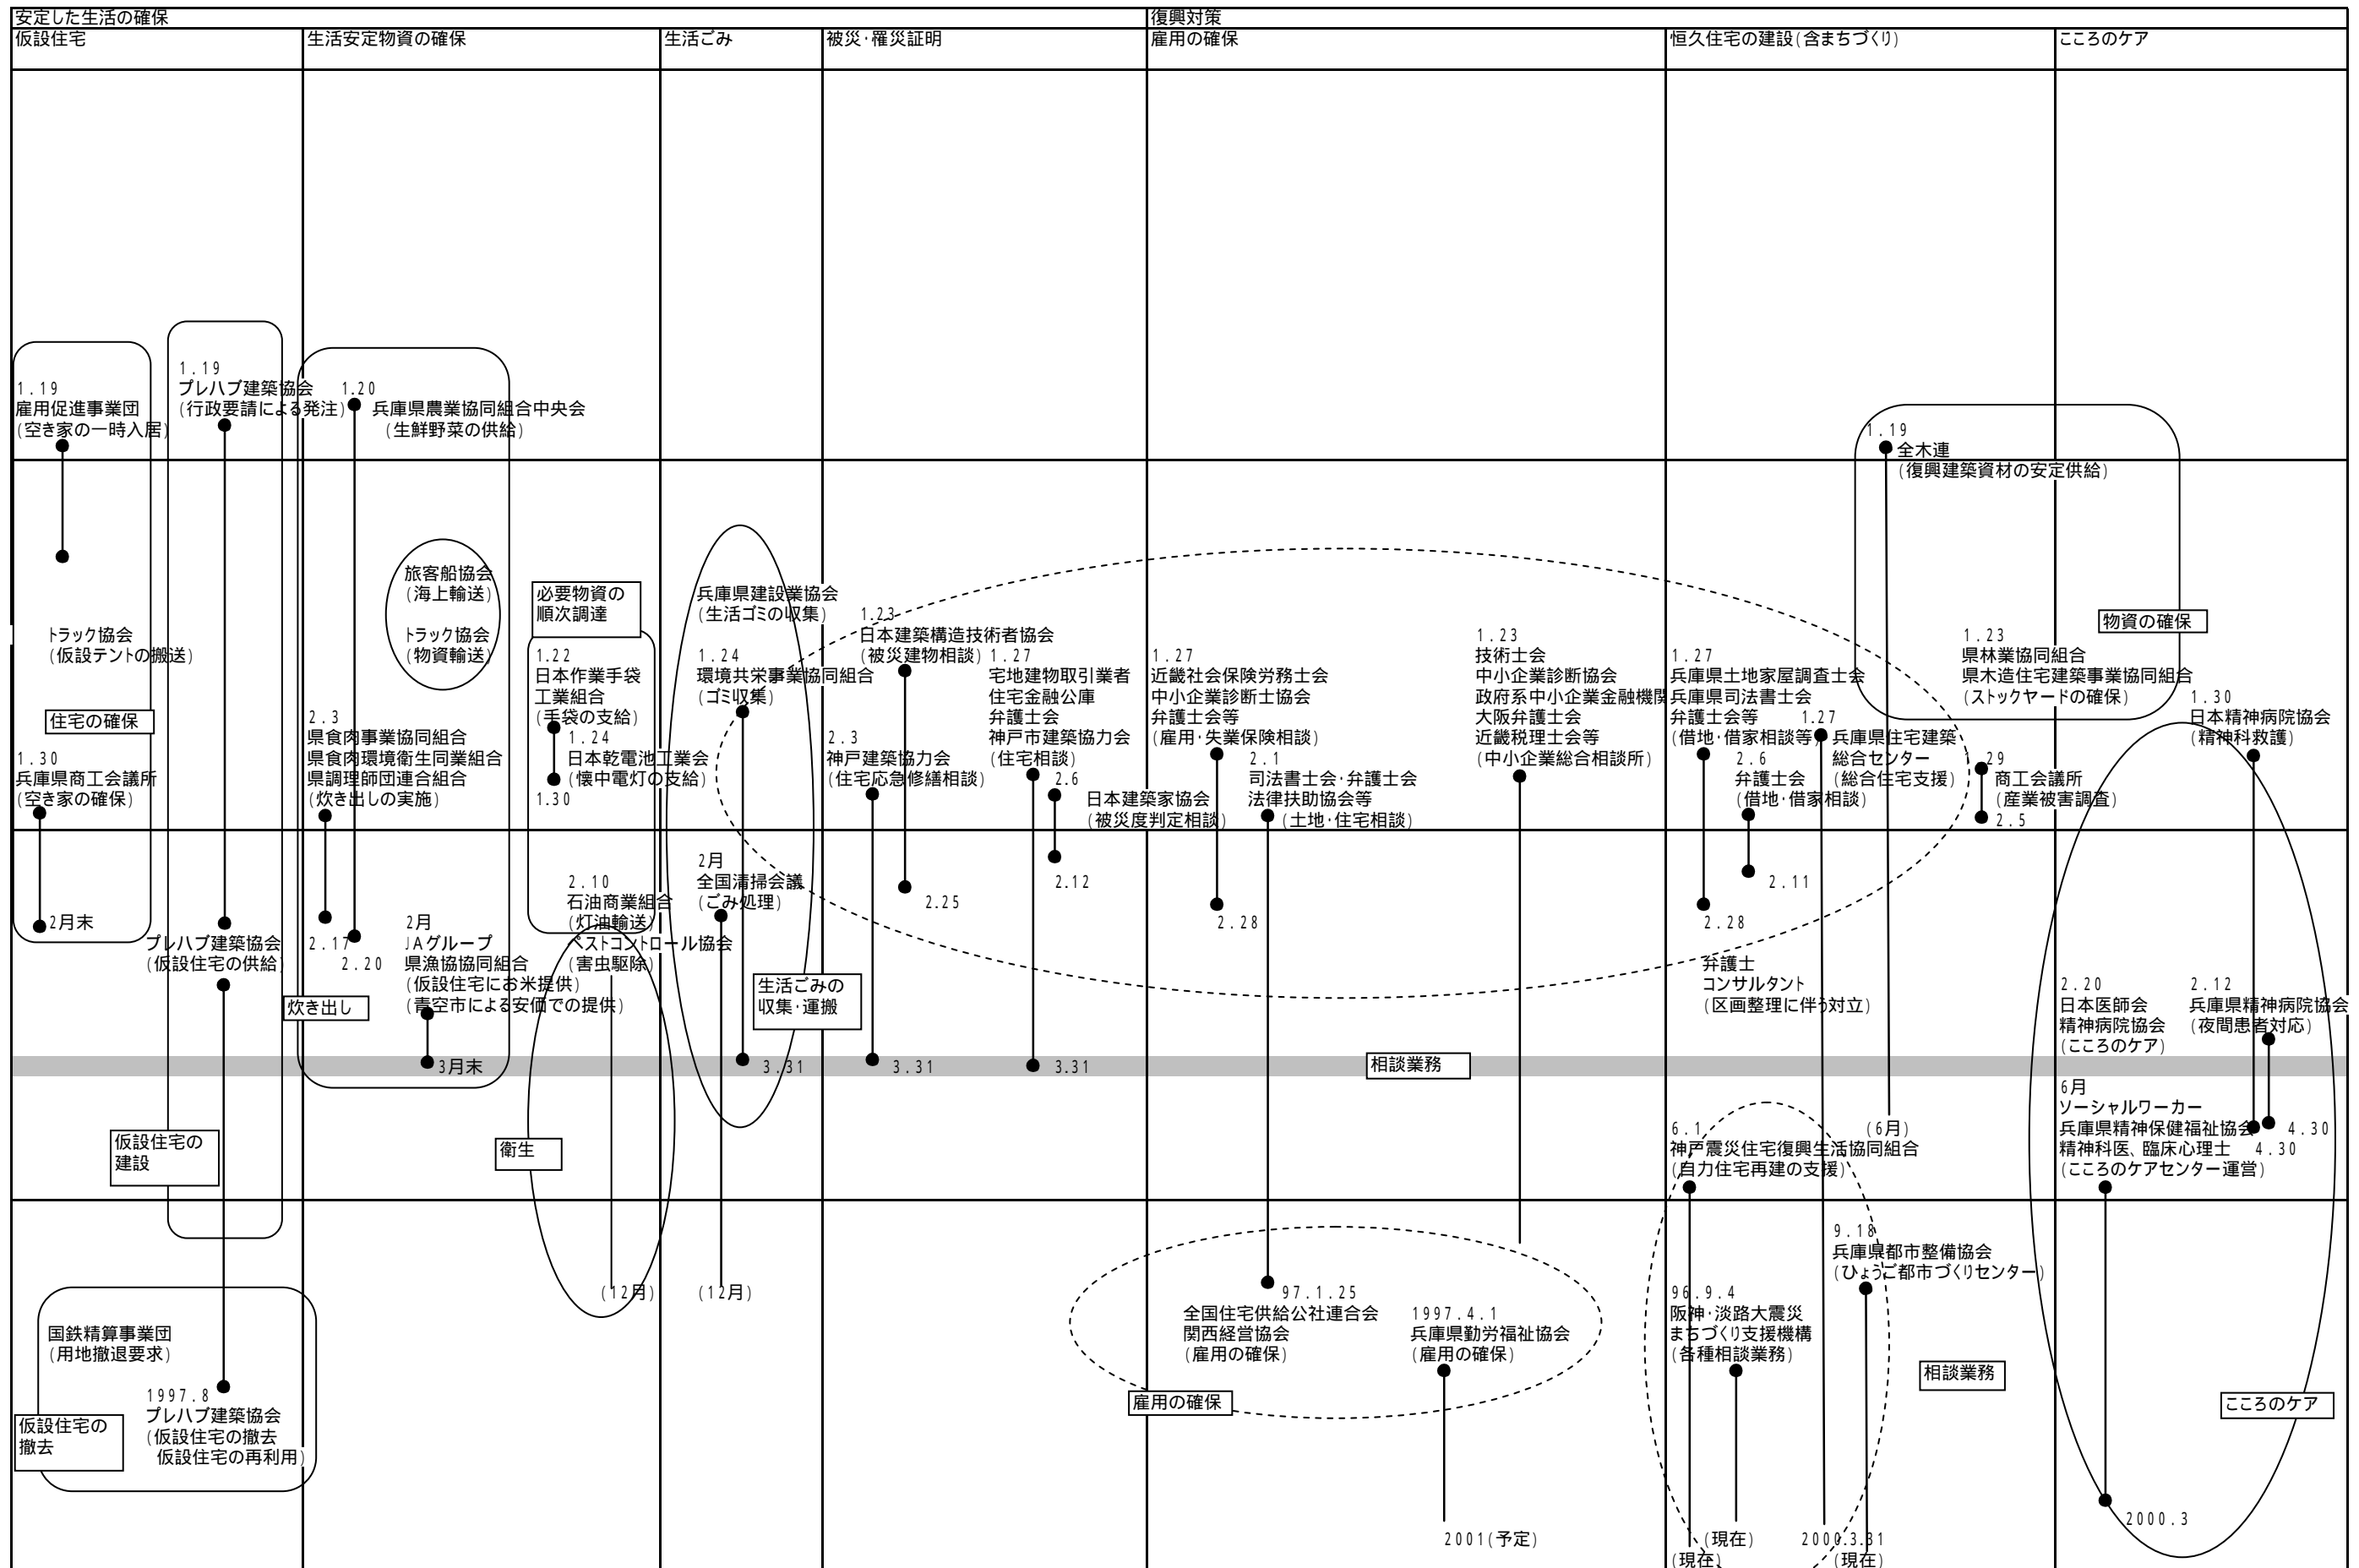 安定した生活の確保
復興対策
仮設住宅
生活安定物資の確保
生活ごみ
被災・罹災証明
雇用の確保
恒久住宅の建設(含まちづくり)
こころのケア
1.19
雇用促進事業団
(空き家の一時入居)
1.19
プレハブ建築協会
(行政要請による発注)
トラック協会
(仮設テントの搬送)
住宅の確保
1.30
兵庫県商工会議所
(空き家の確保)
2月末
プレハブ建築協会
(仮設住宅の供給)
仮設住宅の
建設
国鉄精算事業団
(用地撤退要求)
1997.8
プレハブ建築協会
(仮設住宅の撤去
仮設住宅の再利用)
仮設住宅の
撤去
1.20
兵庫県農業協同組合中央会
(生鮮野菜の供給)
旅客船協会
(海上輸送)
トラック協会
(物資輸送)
2.3
県食肉事業協同組合
県食肉環境衛生同業組合
県調理師団連合組合
(炊き出しの実施)
2.17
2.20
炊き出し
2月
JAグループ
県漁協協同組合
(仮設住宅にお米提供)
(青空市による安価での提供)
3月末
必要物資の
順次調達
1.22
日本作業手袋
工業組合
(手袋の支給)
1.24
日本乾電池工業会
(懐中電灯の支給)
1.30
2.10
石油商業組合
(灯油輸送)
ペストコントロール協会
(害虫駆除)
衛生
(12月)
兵庫県建設業協会
(生活ゴミの収集)
1.24
環境共栄事業協同組合
(ゴミ収集)
2月
全国清掃会議
(ごみ処理)
生活ごみの
収集・運搬
3.31
(12月)
1.23
日本建築構造技術者協会
(被災建物相談)
2.25
2.3
神戸建築協力会
(住宅応急修繕相談)
3.31
1.27
宅地建物取引業者
住宅金融公庫
弁護士会
神戸市建築協力会
(住宅相談)
3.31
2.6
日本建築家協会
(被災度判定相談)
2.12
1.27
近畿社会保険労務士会
中小企業診断士協会
弁護士会等
(雇用・失業保険相談)
2.28
2.1
司法書士会・弁護士会
法律扶助協会等
(土地・住宅相談)
97.1.25
1.23
技術士会
中小企業診断協会
政府系中小企業金融機関
大阪弁護士会
近畿税理士会等
(中小企業総合相談所)
相談業務
全国住宅供給公社連合会
関西経営協会
(雇用の確保)
1997.4.1
兵庫県勤労福祉協会
(雇用の確保)
雇用の確保
2001(予定)
1.19
全木連
(復興建築資材の安定供給)
(6月)
物資の確保
1.23
県林業協同組合
県木造住宅建築事業協同組合
(ストックヤードの確保)
1.27
兵庫県土地家屋調査士会
兵庫県司法書士会
弁護士会等
(借地・借家相談等)
2.28
1.27
兵庫県住宅建築
総合センター
(総合住宅支援)
2.6
弁護士会
(借地・借家相談)
2.11
29
商工会議所
(産業被害調査)
2.5
弁護士
コンサルタント
(区画整理に伴う対立)
6.1
神戸震災住宅復興生活協同組合
(自力住宅再建の支援)
9.18
兵庫県都市整備協会
(ひょうご都市づくりセンター)
96.9.4
阪神・淡路大震災
まちづくり支援機構
(各種相談業務)
相談業務
(現在)
2000.3.31
(現在)
(現在)
1.30
日本精神病院協会
(精神科救護)
2.20
日本医師会
精神病院協会
(こころのケア)
2.12
兵庫県精神病院協会
(夜間患者対応)
6月
ソーシャルワーカー
兵庫県精神保健福祉協会
精神科医、臨床心理士
(こころのケアセンター運営)
4.30
4.30
こころのケア
2000.3